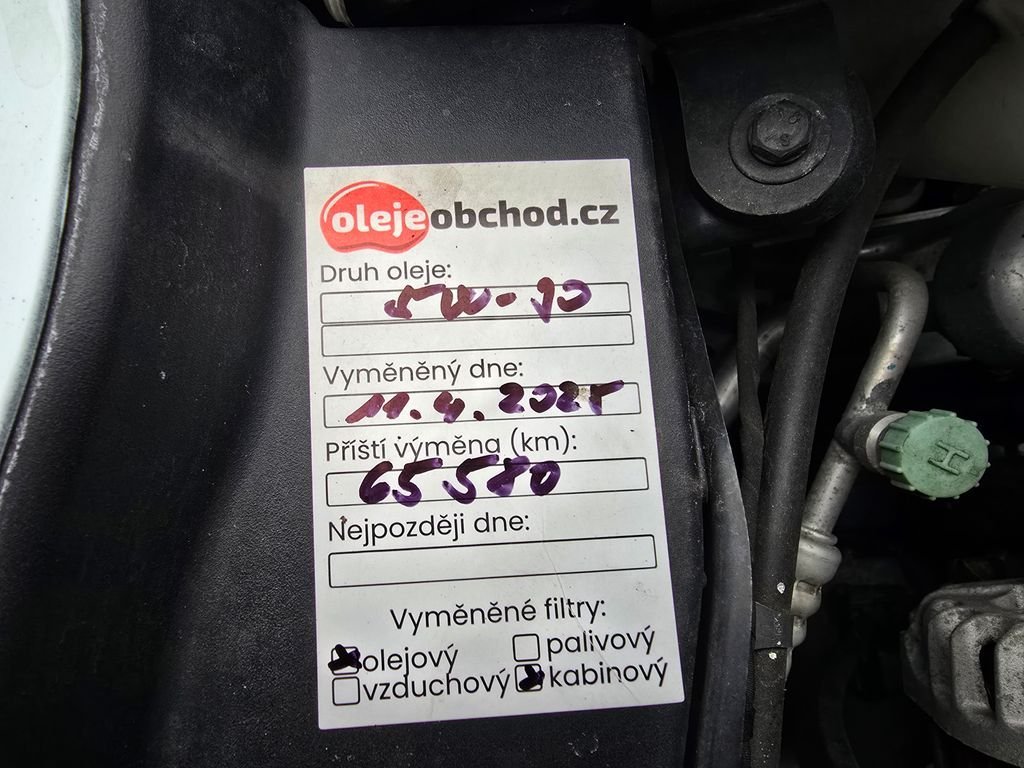 olejeobchod.cz
Druh oleje:
5W-30
Vyměněný dne:
11.4.2025
Příští výměna (km):
65 580
Nejpozději dne:
Vyměněné filtry:
olejový palivový
vzduchový kabinový
H